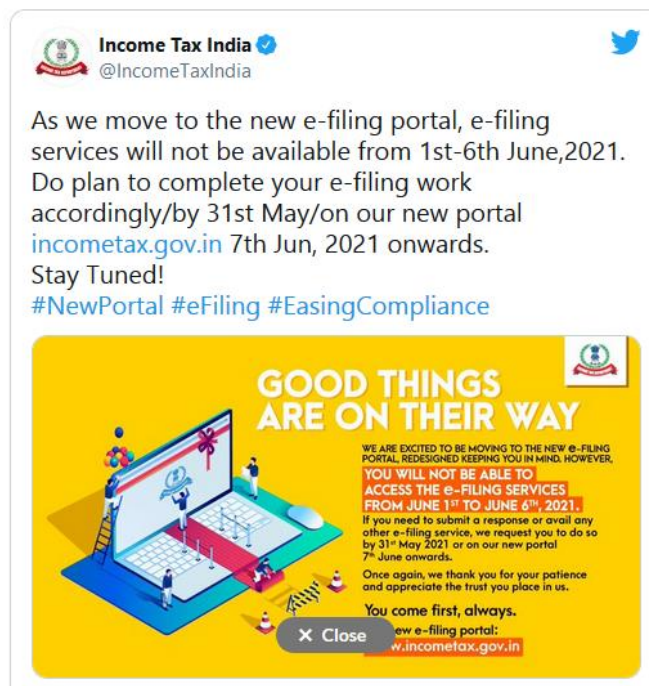 Income Tax India
@IncomeTaxIndia
As we move to the new e-filing portal, e-filing
services will not be available from 1st-6th June,2021.
Do plan to complete your e-filing work
accordingly/by 31st May/on our new portal
incometax.gov.in 7th Jun, 2021 onwards.
Stay Tuned!
#NewPortal #eFiling #EasingCompliance
GOOD THINGS
ARE ON THEIR WAY
WE ARE EXCITED TO BE MOVING TO THE NEW e-FILING
PORTAL, REDESIGNED KEEPING YOU IN MIND. HOWEVER,
YOU WILL NOT BE ABLE TO
ACCESS THE e-FILING SERVICES
FROM JUNE 1ST TO JUNE 6TH, 2021.
If you need to submit a response or avail any
other e-filing service, we request you to do so
by 31st May 2021 or on our new portal
7th June onwards.
Once again, we thank you for your patience
and appreciate the trust you place in us.
You come first, always.
ew e-filing portal:
w.incometax.gov.in
× Close